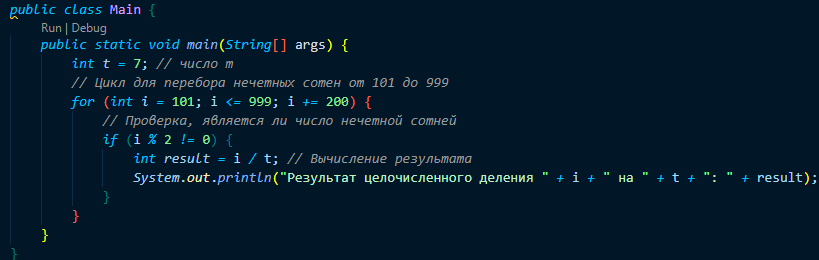 public class Main {
Run | Debug
public static void main(String[] args) {
int t = 7; // число m
// Цикл для перебора нечетных сотен от 101 до 999
for (int i = 101; i <= 999; i += 200) {
// Проверка, является ли число нечетной сотней
if (i % 2 != 0) {
int result = i / t; // Вычисление результата
System.out.println("Результат целочисленного деления " + i + " на " + t + ": " + result);
}
}
}
}